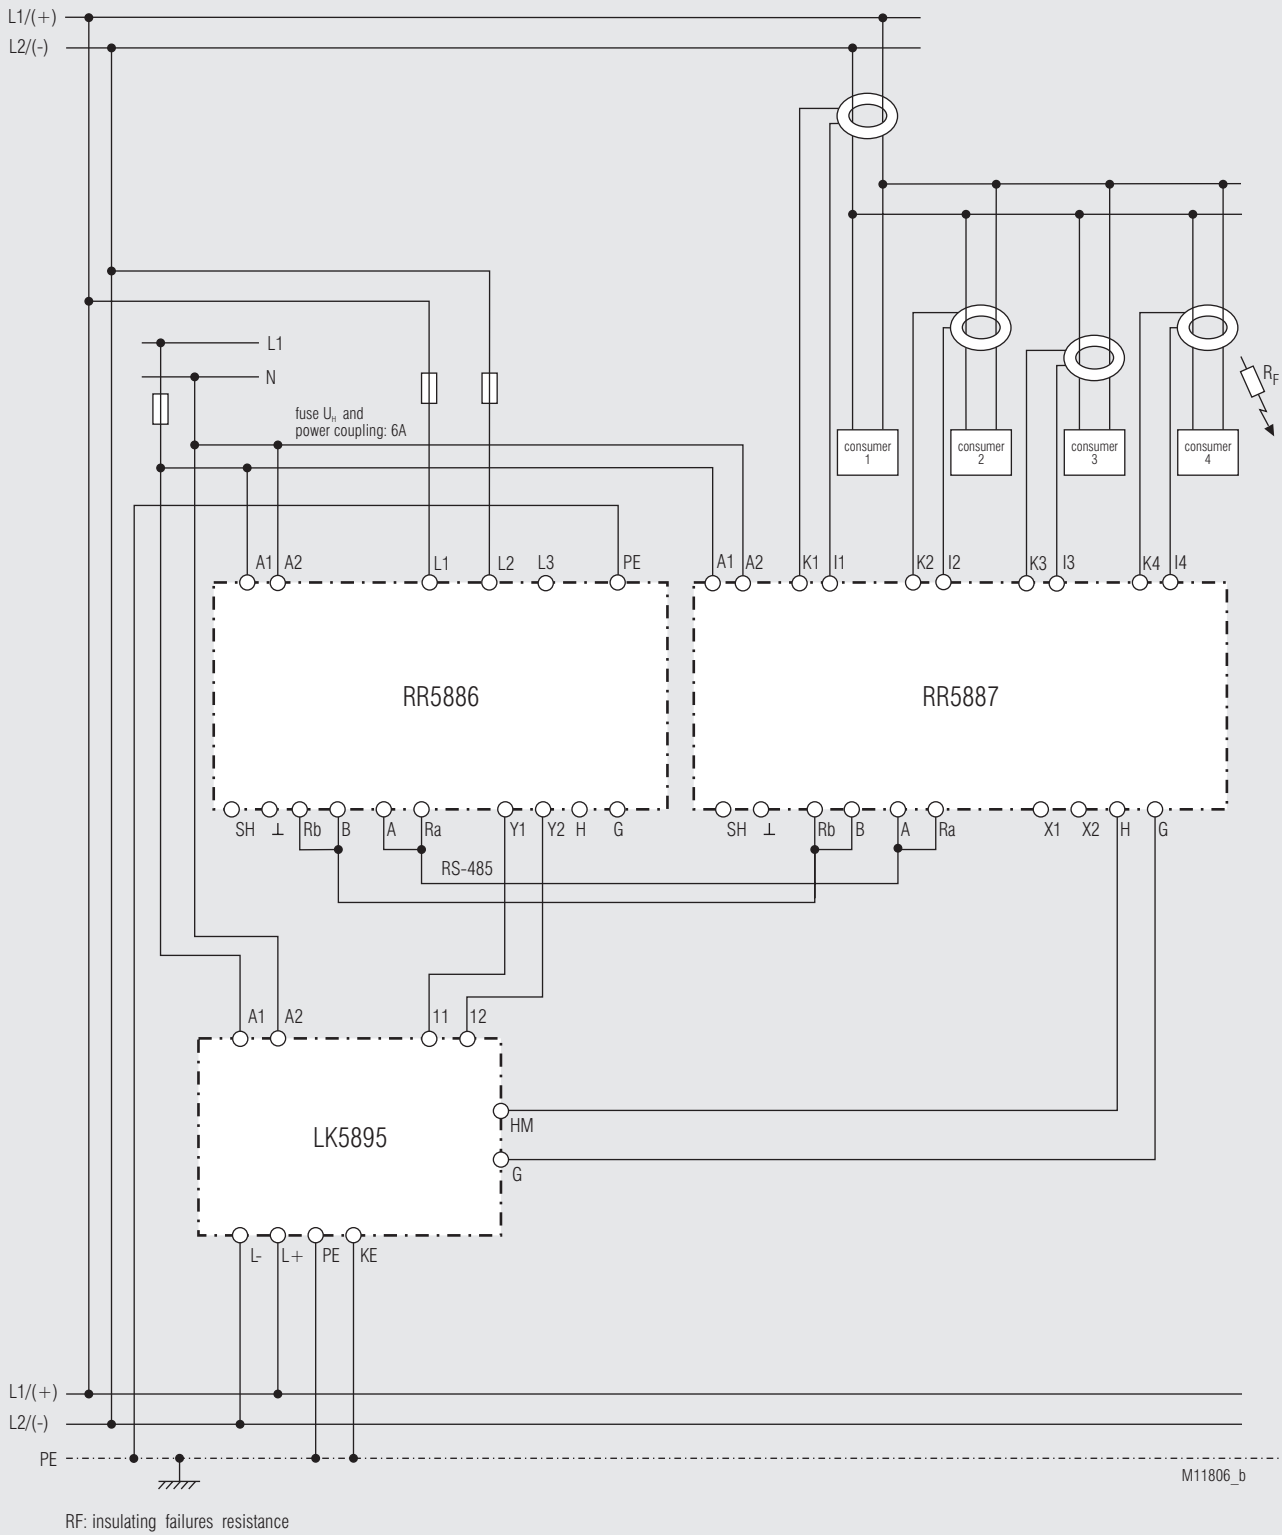 L1/(+)
L2/(-)
L1
N
fuse UH and
power coupling: 6A
RF
consumer
1
consumer
2
consumer
3
consumer
4
A1 A2 L1 L2 L3 PE
A1 A2 K1 I1 K2 I2 K3 I3 K4 I4
RR5886
RR5887
SH ⊥ Rb B A Ra Y1 Y2 H G
SH ⊥ Rb B A Ra X1 X2 H G
RS-485
A1 A2 11 12
LK5895
HM
G
L- L+ PE KE
L1/(+)
L2/(-)
PE
M11806_b
RF: insulating failures resistance